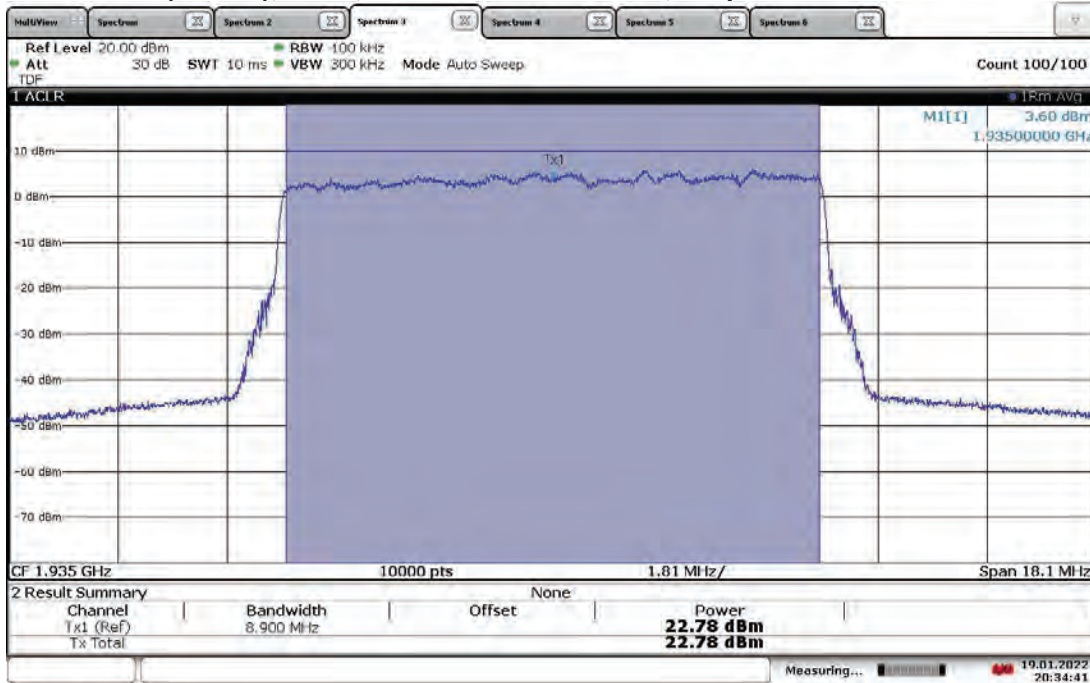 MultiView Spectrum Spectrum 2 Spectrum 3 Spectrum 4 Spectrum 5 Spectrum 6
Ref Level 20.00 dBm RBW 100 kHz
Att 30 dB SWT 10 ms VBW 300 kHz Mode Auto Sweep Count 100/100
TDF
1 ACLR 1Rm Avg
M1[1] 3.60 dBm
1.93500000 GHz
10 dBm
Tx1
0 dBm
-10 dBm
-20 dBm
-30 dBm
-40 dBm
-50 dBm
-60 dBm
-70 dBm
CF 1.935 GHz 10000 pts 1.81 MHz/ Span 18.1 MHz
2 Result Summary None
Channel Bandwidth Offset Power
Tx1 (Ref) 8.900 MHz 22.78 dBm
Tx Total 22.78 dBm
Measuring... 19.01.2022
20:34:41